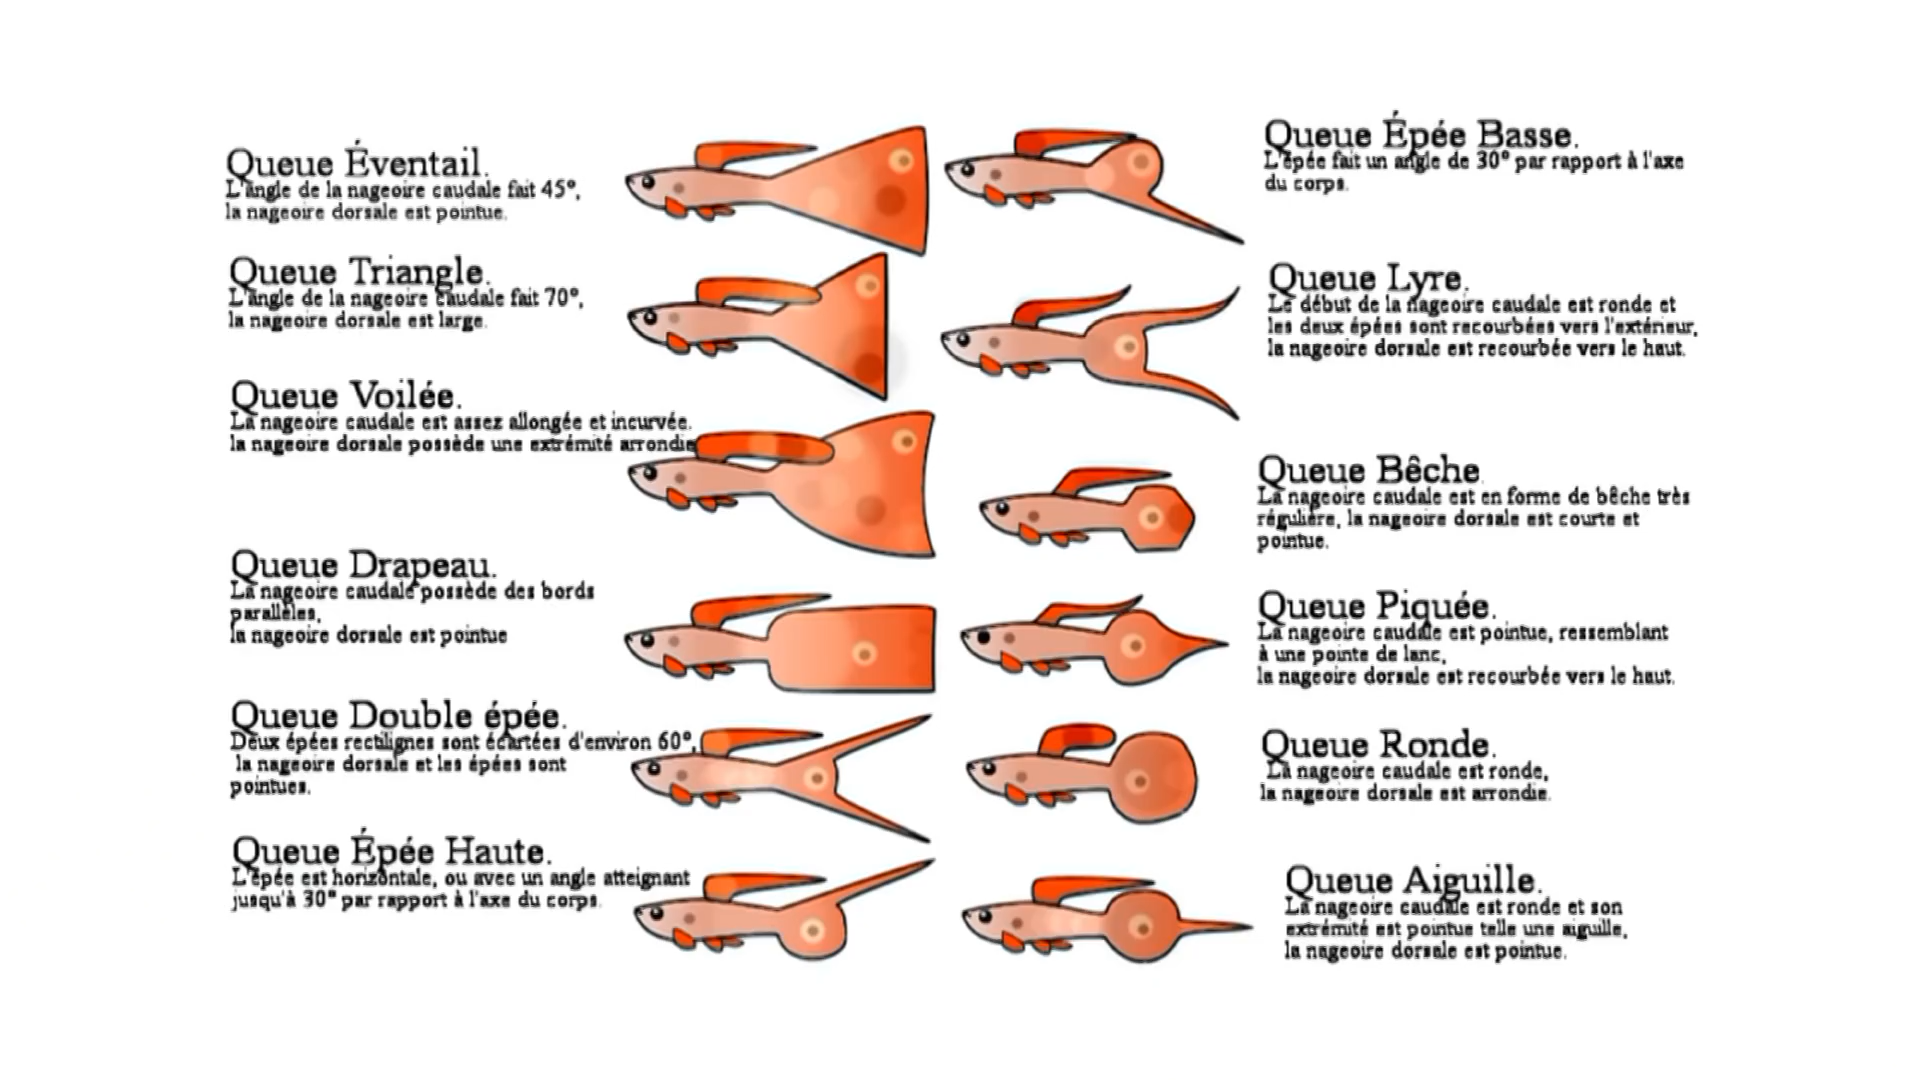 Queue Éventail.
L'angle de la nageoire caudale fait 45°,
la nageoire dorsale est pointue.
Queue Triangle.
L'angle de la nageoire caudale fait 70°,
la nageoire dorsale est large.
Queue Voilée.
La nageoire caudale est assez allongée et incurvée.
la nageoire dorsale possède une extrémité arrondie
Queue Drapeau.
La nageoire caudale possède des bords
parallèles,
la nageoire dorsale est pointue
Queue Double épée.
Deux épées rectilignes sont écartées d'environ 60°,
la nageoire dorsale et les épées sont
pointues.
Queue Épée Haute.
L'épée est horizontale, ou avec un angle atteignant
jusqu'à 30° par rapport à l'axe du corps.
Queue Épée Basse.
L'épée fait un angle de 30° par rapport à l'axe
du corps.
Queue Lyre.
Le début de la nageoire caudale est ronde et
les deux épées sont recourbées vers l'extérieur,
la nageoire dorsale est recourbée vers le haut.
Queue Bêche
La nageoire caudale est en forme de bêche très
régulière, la nageoire dorsale est courte et
pointue.
Queue Piquée.
La nageoire caudale est pointue, ressemblant
à une pointe de lanc,
la nageoire dorsale est recourbée vers le haut.
Queue Ronde.
La nageoire caudale est ronde,
la nageoire dorsale est arrondie.
Queue Aiguille.
La nageoire caudale est ronde et son
extrémité est pointue telle une aiguille,
la nageoire dorsale est pointue.